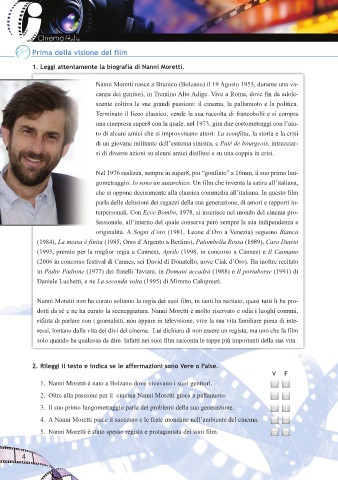 Cinema Italia
Prima della visione del film
1. Leggi attentamente la biografia di Nanni Moretti.
Nanni Moretti nasce a Brunico (Bolzano) il 19 Agosto 1953, durante una va-
canza dei genitori, in Trentino Alto Adige. Vive a Roma, dove fin da adole-
scente coltiva le sue grandi passioni: il cinema, la pallanuoto e la politica.
Terminato il liceo classico, vende la sua raccolta di francobolli e si compra
una cinepresa super8 con la quale, nel 1973, gira due cortometraggi con l'aiu-
to di alcuni amici che si improvvisano attori: La sconfitta, la storia e la crisi
di un giovane militante dell'estrema sinistra, e Paté de bourgeois, intrecciar-
si di diverse azioni su alcuni amici disillusi e su una coppia in crisi.
Nel 1976 realizza, sempre in super8, poi "gonfiato" a 16mm, il suo primo lun-
gometraggio: Io sono un autarchico. Un film che inventa la satira all'italiana,
che si oppone decisamente alla classica commedia all'italiana. In questo film
parla delle delusioni dei ragazzi della sua generazione, di amori e rapporti in-
terpersonali. Con Ecce Bombo, 1978, si inserisce nel mondo del cinema pro-
fessionale, all'interno del quale conserva però sempre la sua indipendenza e
originalità. A Sogni d'oro (1981, Leone d'Oro a Venezia) seguono Bianca
(1984), La messa è finita (1985, Orso d'Argento a Berlino), Palombella Rossa (1989), Caro Diario
(1993, premio per la miglior regia a Cannes), Aprile (1998, in concorso a Cannes) e Il Caimano
(2006 in concorso festival di Cannes, sei David di Donatello, nove Ciak d'Oro). Ha inoltre recitato
in Padre Padrone (1977) dei fratelli Taviani, in Domani accadrà (1988) e Il portaborse (1991) di
Daniele Luchetti, e ne La seconda volta (1995) di Mimmo Calopresti.
Nanni Moretti non ha curato soltanto la regia dei suoi film, in tanti ha recitato, quasi tutti li ha pro-
dotti da sé e ne ha curato la sceneggiatura. Nanni Moretti è molto riservato e odia i luoghi comuni,
rifiuta di parlare con i giornalisti, non appare in televisione, vive la sua vita familiare piena di inte-
ressi, lontano dalla vita dei divi del cinema. Lui dichiara di non essere un regista, ma uno che fa film
solo quando ha qualcosa da dire. Infatti nei suoi film racconta le tappe più importanti della sua vita.
2. Rileggi il testo e indica se le affermazioni sono Vere o False.
V F
1. Nanni Moretti è nato a Bolzano dove vivevano i suoi genitori.
2. Oltre alla passione per il cinema Nanni Moretti gioca a pallanuoto.
3. Il suo primo lungometraggio parla dei problemi della sua generazione.
4. A Nanni Moretti piace il successo e le feste mondane nell'ambiente del cinema.
5. Nanni Moretti è stato spesso regista e protagonista dei suoi film.
4